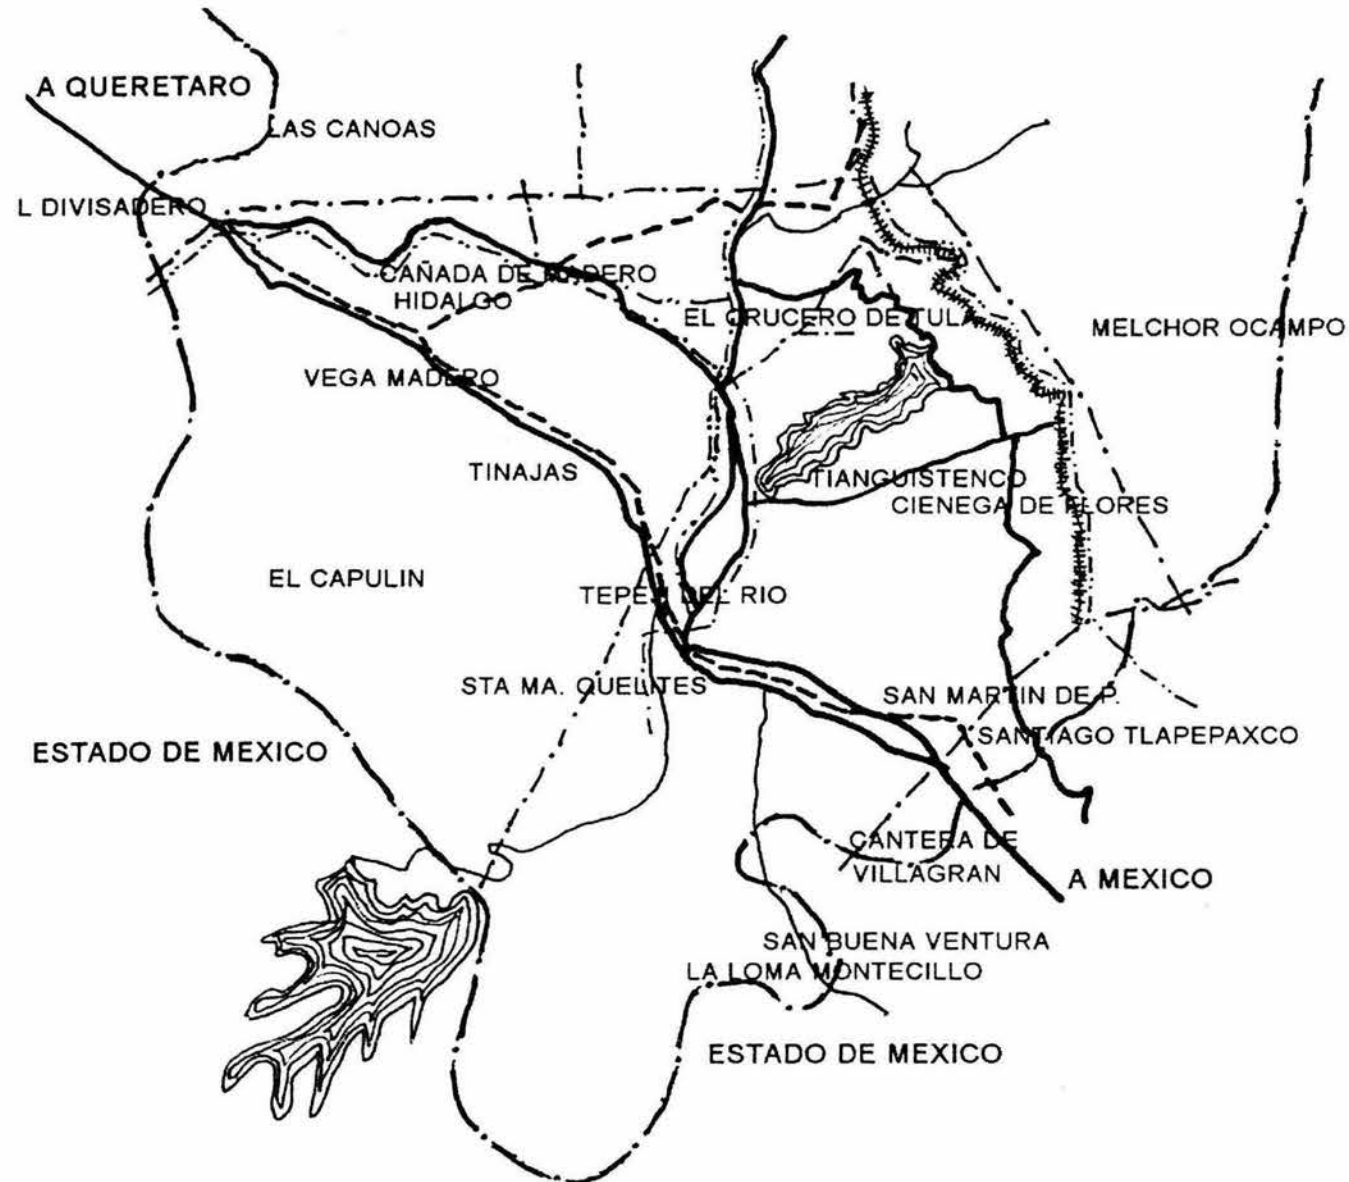 A QUERETARO
LAS CANOAS
L DIVISADERO
CAÑADA DE MADERO
HIDALGO
EL CRUCERO DE TULA
MELCHOR OCAMPO
VEGA MADERO
TINAJAS
TIANGUISTENCO
CIENEGA DE FLORES
EL CAPULIN
TEPEJI DEL RIO
STA MA. QUELITES
SAN MARTIN DE P.
SANTIAGO TLAPEPAXCO
ESTADO DE MEXICO
CANTERA DE
VILLAGRAN
A MEXICO
SAN BUENA VENTURA
LA LOMA MONTECILLO
ESTADO DE MEXICO